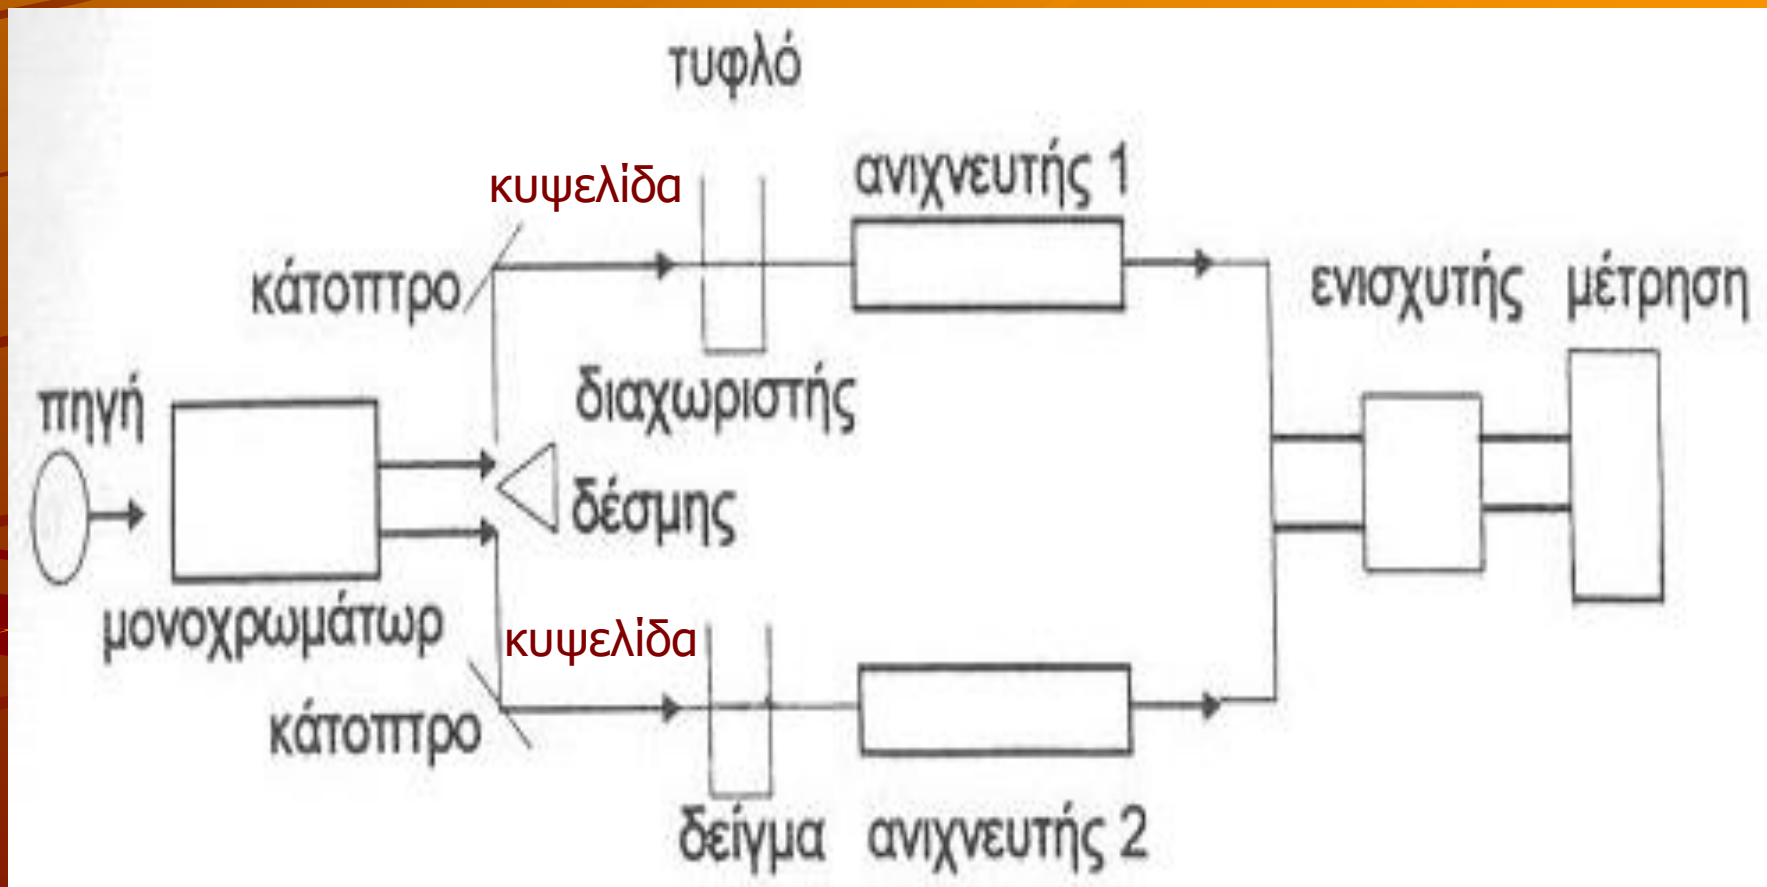 τυφλό
κυψελίδα
ανιχνευτής 1
κάτοπτρο
ενισχυτής
μέτρηση
πηγή
διαχωριστής
δέσμης
μονοχρωμάτωρ
κυψελίδα
κάτοπτρο
δείγμα
ανιχνευτής 2